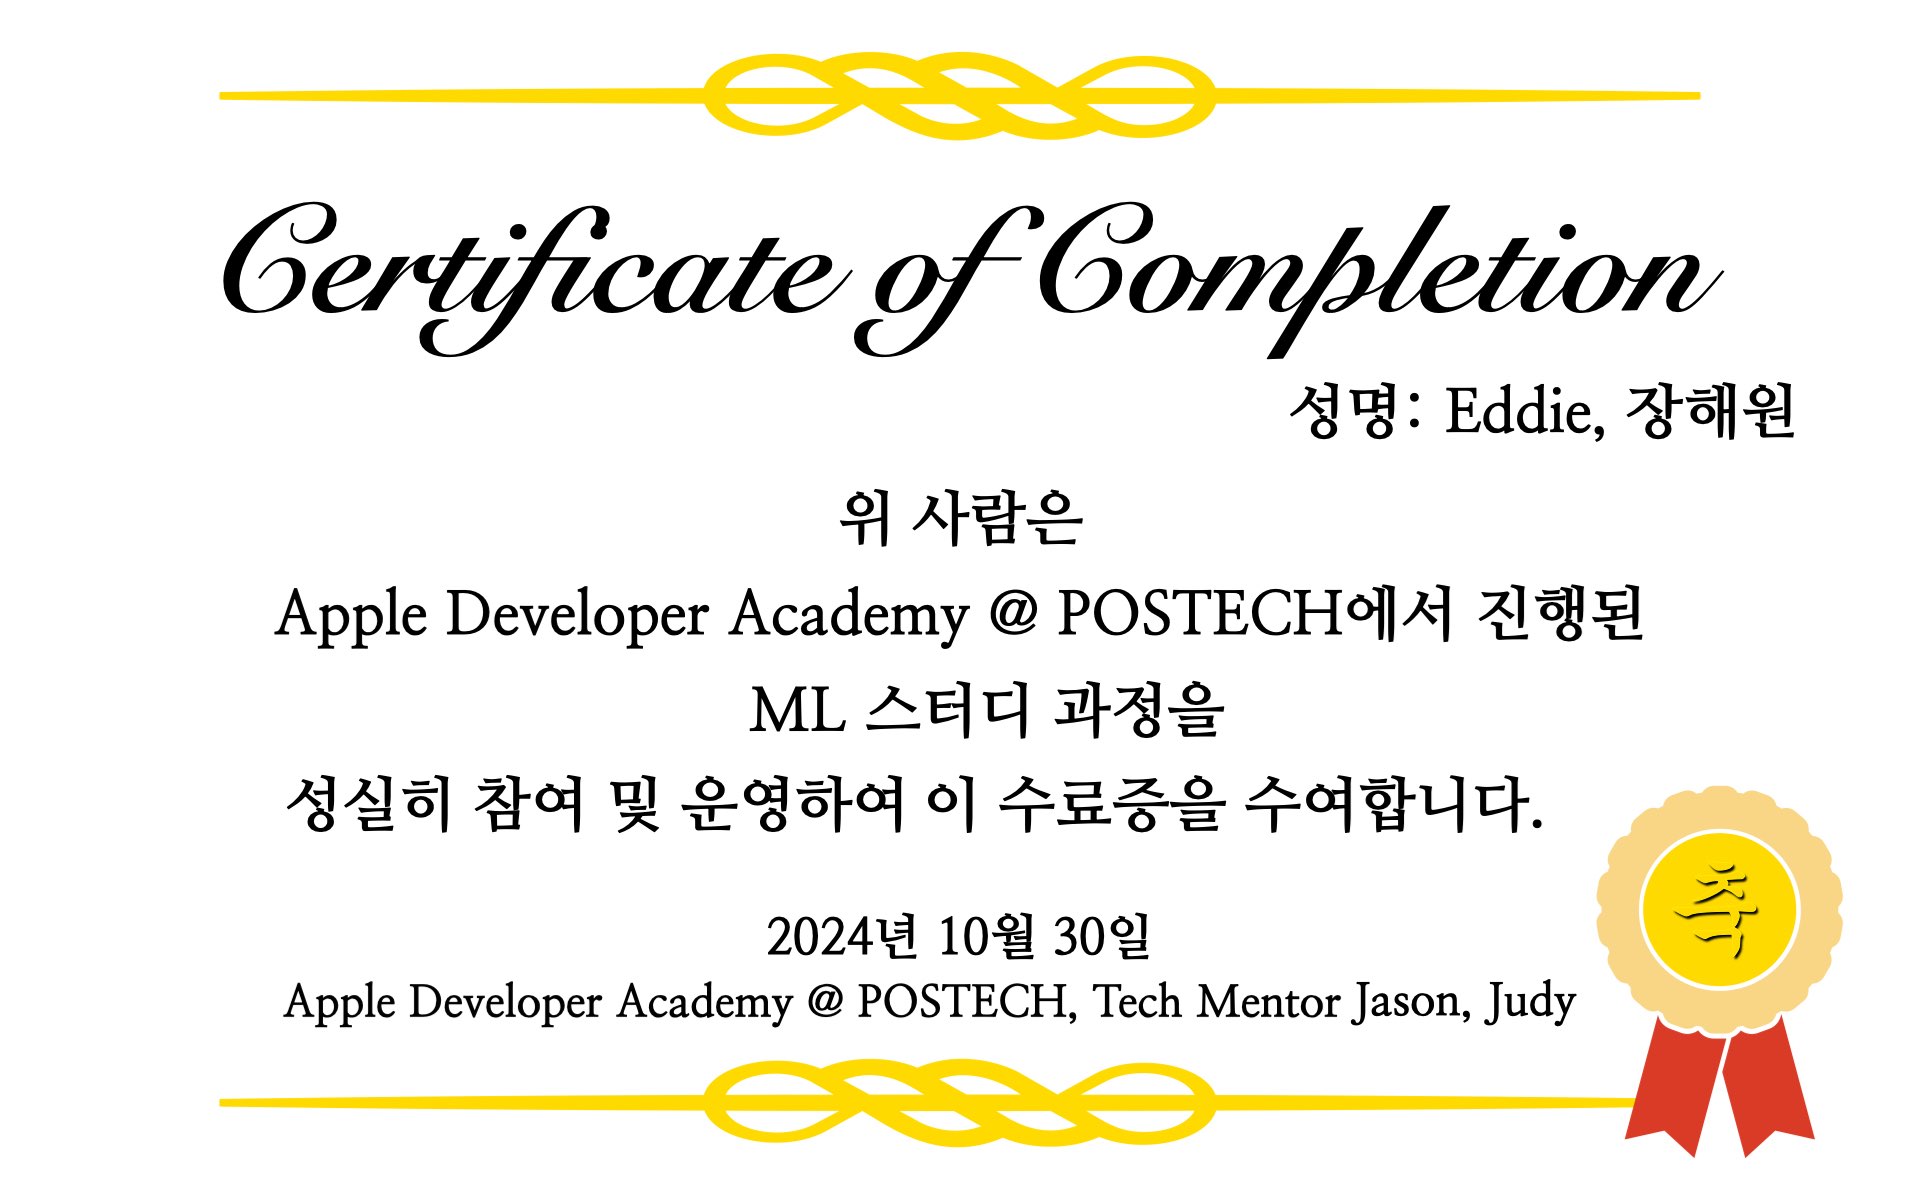 Certificate of Completion
성명: Eddie, 장해원
위 사람은
Apple Developer Academy @ POSTECH에서 진행된
ML 스터디 과정을
성실히 참여 및 운영하여 이 수료증을 수여합니다.
축
2024년 10월 30일
Apple Developer Academy @ POSTECH, Tech Mentor Jason, Judy